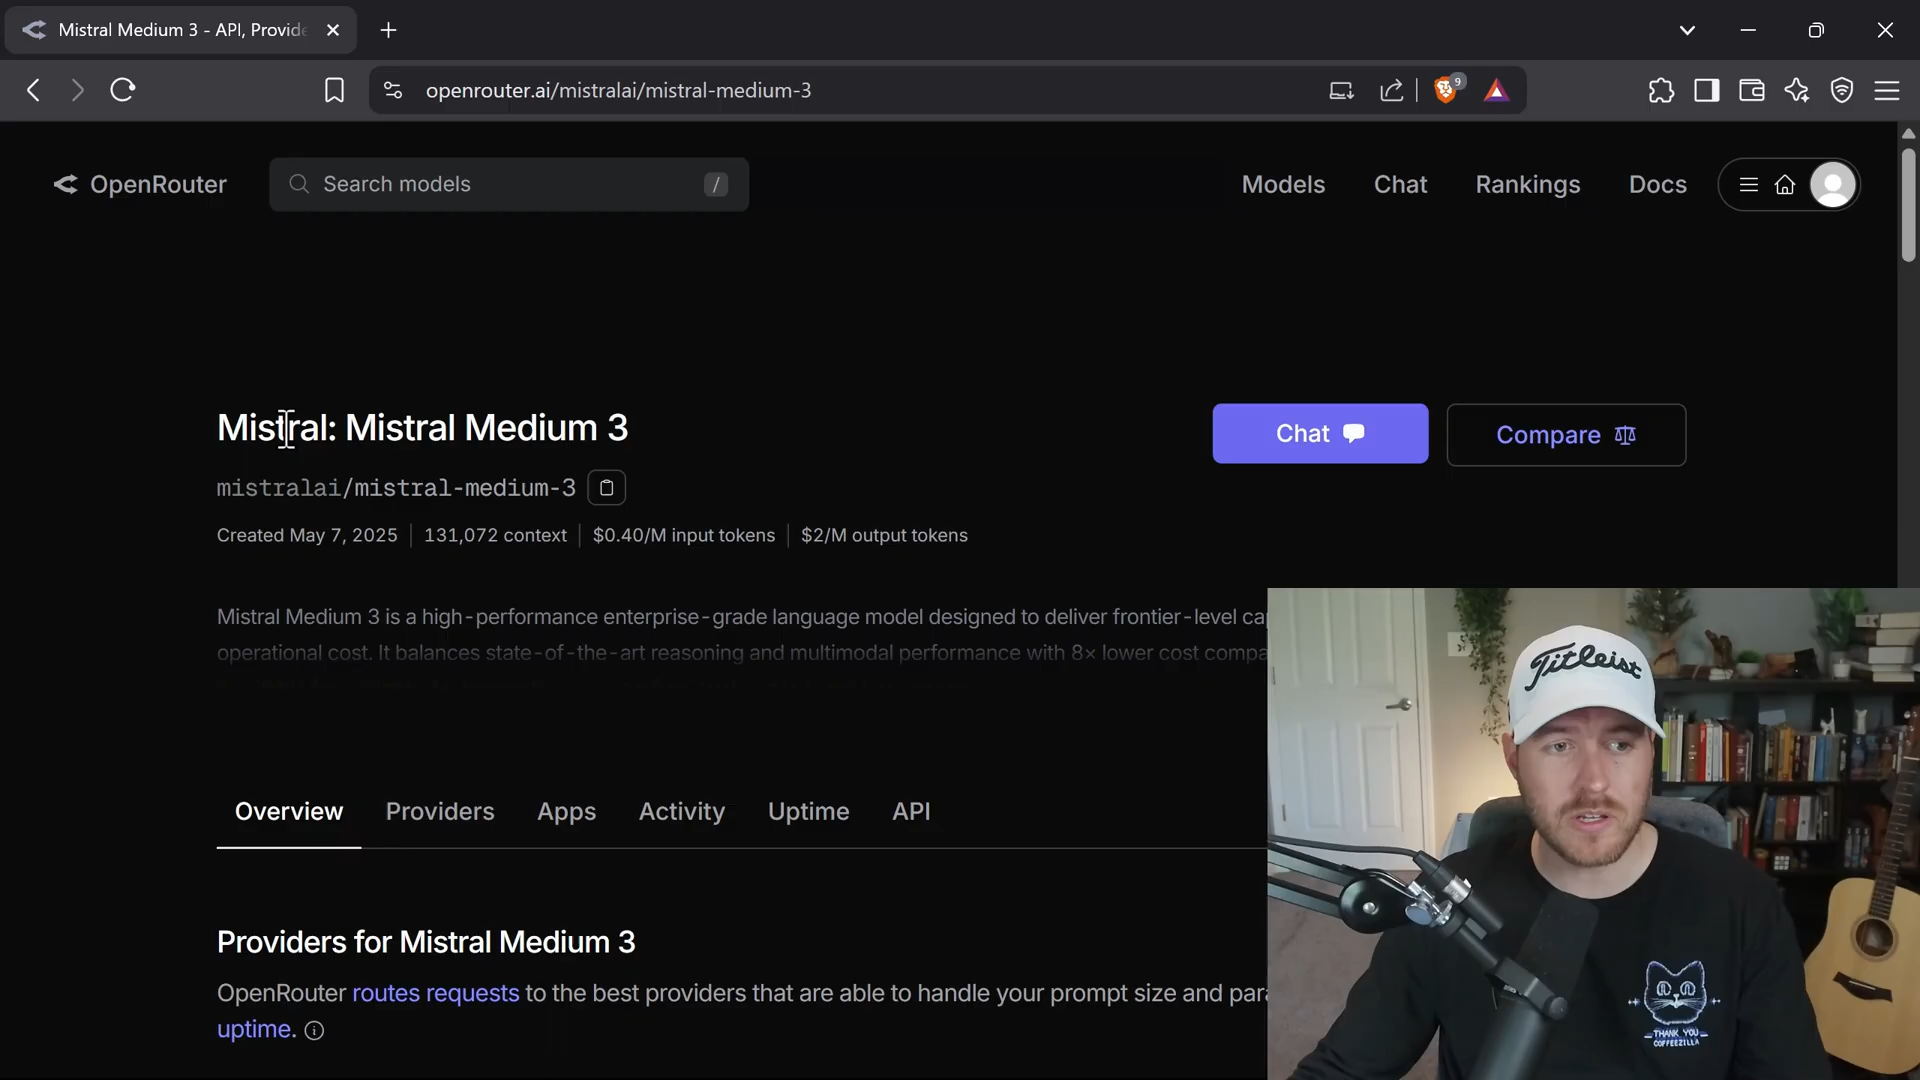 Mistral Medium 3 - API, Provide
openrouter.ai/mistralai/mistral-medium-3
9
OpenRouter
Search models
/
Models
Chat
Rankings
Docs
Mistral: Mistral Medium 3
Chat
Compare
mistralai/mistral-medium-3
Created May 7, 2025
131,072 context
$0.40/M input tokens
$2/M output tokens
Mistral Medium 3 is a high-performance enterprise-grade language model designed to deliver frontier-level cap
operational cost. It balances state-of-the-art reasoning and multimodal performance with 8× lower cost compa
Overview
Providers
Apps
Activity
Uptime
API
Providers for Mistral Medium 3
OpenRouter routes requests to the best providers that are able to handle your prompt size and para
uptime.
Titleist
THANK YOU
COFFEEZILLA